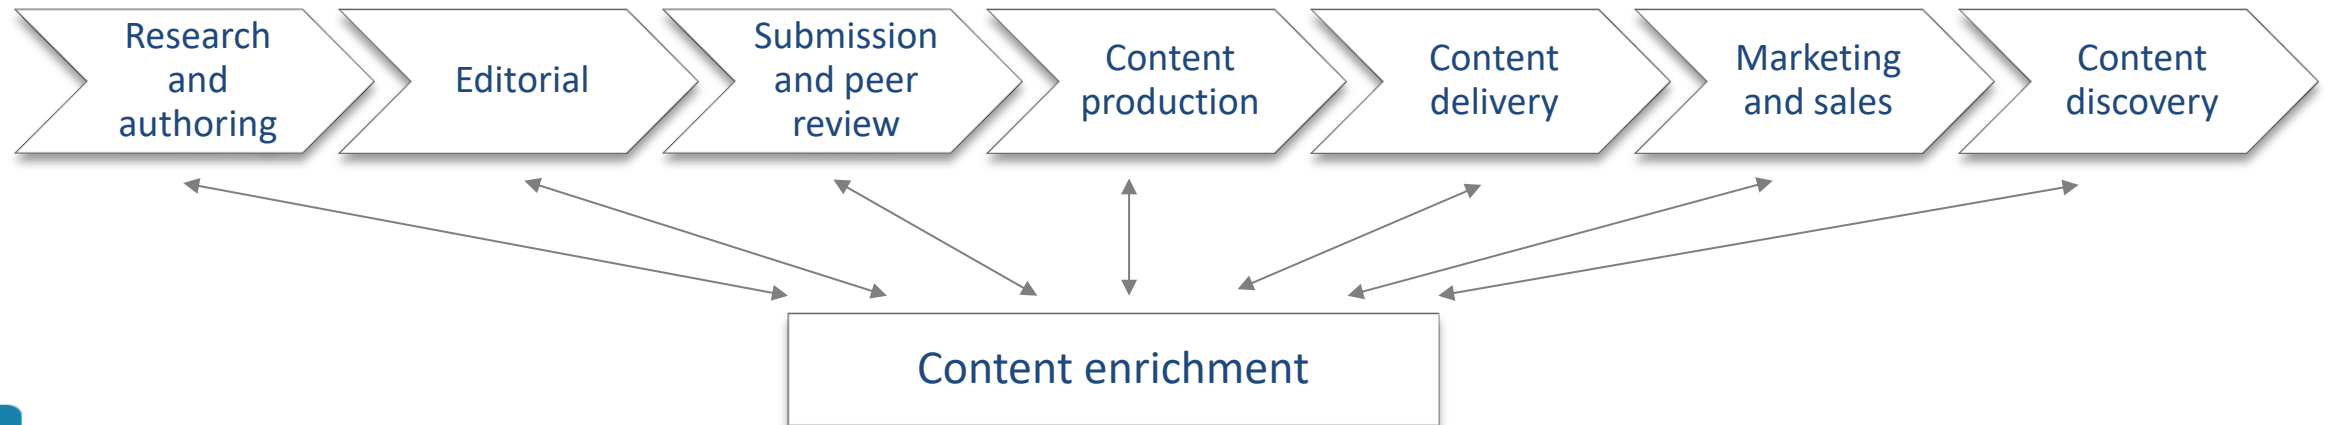 Research
and
authoring
Editorial
Submission
and peer
review
Content
production
Content
delivery
Marketing
and sales
Content
discovery
Content enrichment